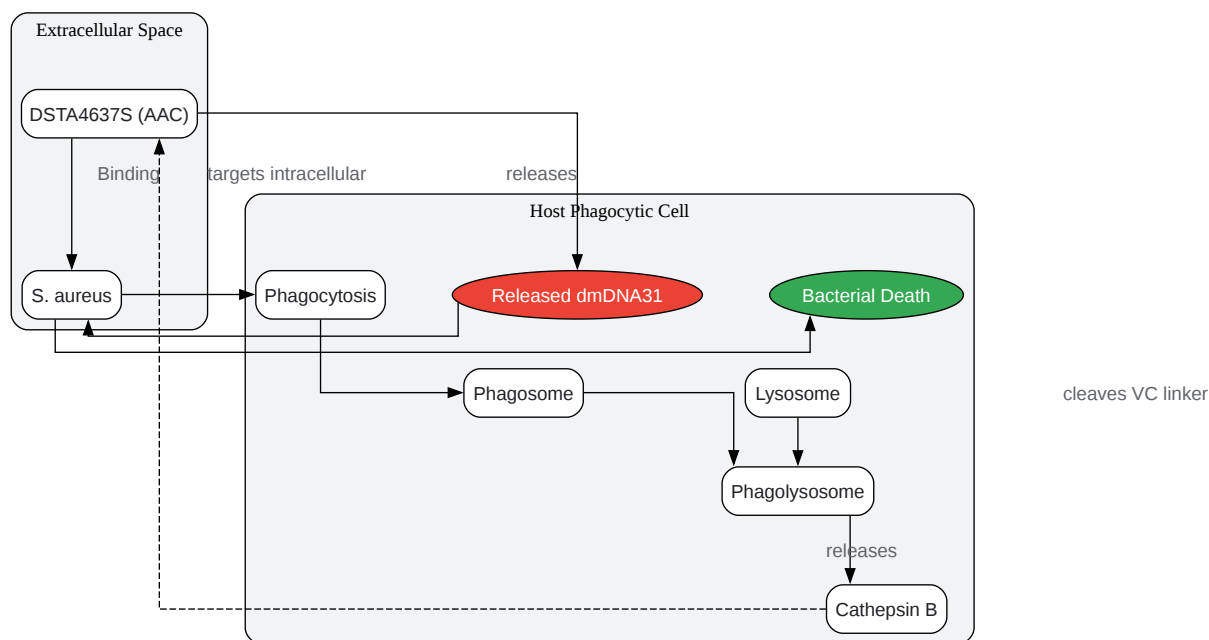 Extracellular Space
DSTA4637S (AAC)
Binding
targets intracellular
releases
Host Phagocytic Cell
S. aureus
Phagocytosis
Released dmDNA31
Bacterial Death
Phagosome
Lysosome
cleaves VC linker
Phagolysosome
releases
Cathepsin B